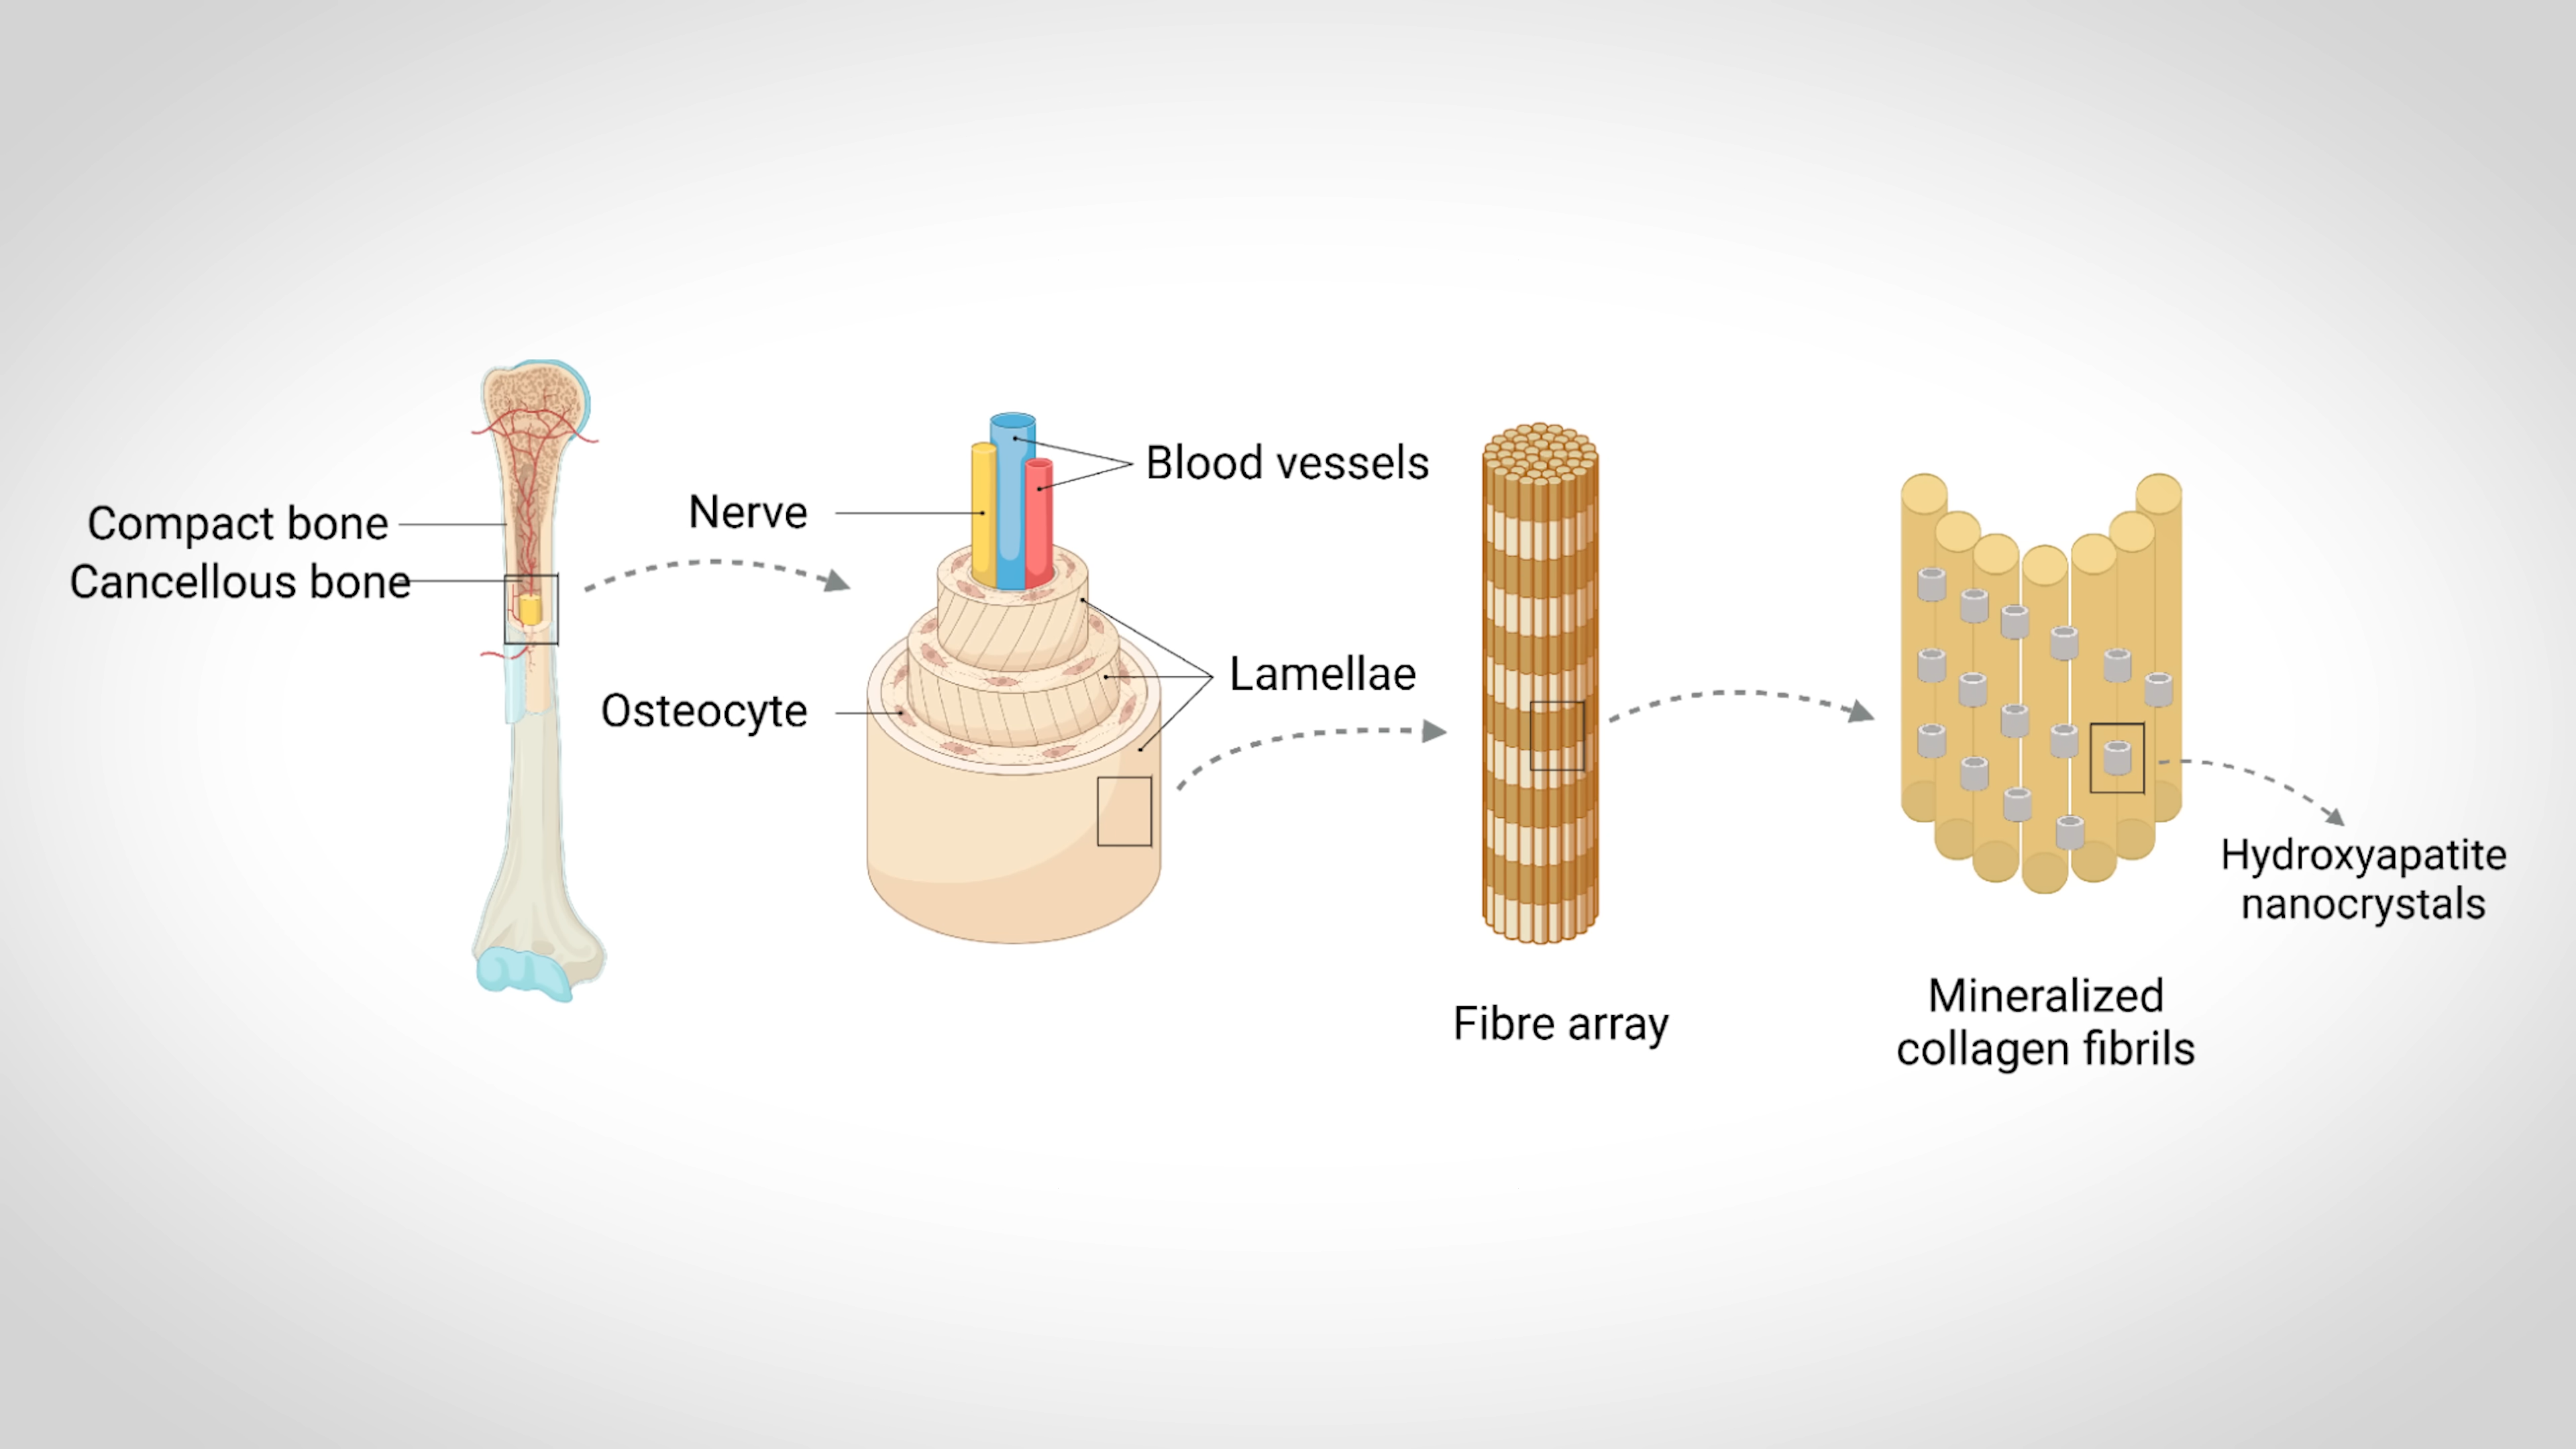 Compact bone
Cancellous bone
Nerve
Osteocyte
Blood vessels
Lamellae
Fibre array
Mineralized
collagen fibrils
Hydroxyapatite
nanocrystals